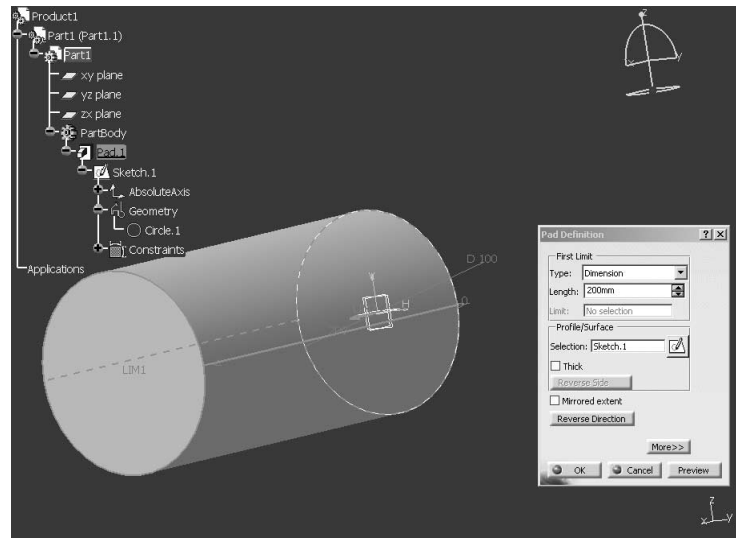 Product1
Part1 (Part1.1)
Part1
xy plane
yz plane
zx plane
PartBody
Pad.1
Sketch.1
AbsoluteAxis
Geometry
Circle.1
Constraints
Applications
z
x y
D 100
V
H
0
LIM1
Pad Definition
First Limit
Type: Dimension
Length: 200mm
Limit: No selection
Profile/Surface
Selection: Sketch.1
Thick
Reverse Side
Mirrored extent
Reverse Direction
More>>
OK Cancel Preview
z
x y